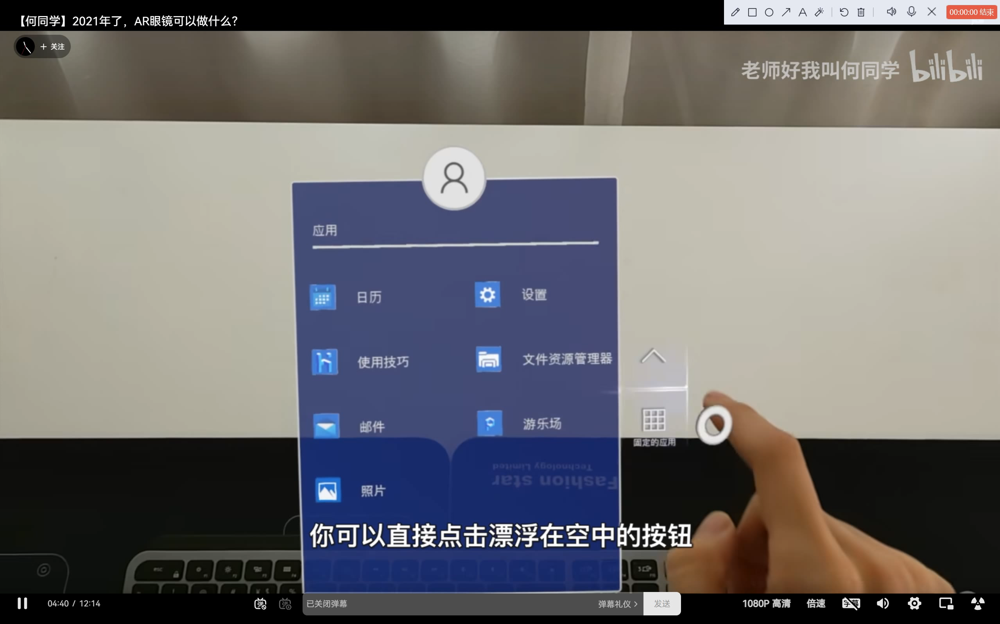 【何同学】2021年了，AR眼镜可以做什么？
00:00:00 结束
+ 关注
老师好我叫何同学 bilibili
应用
日历
设置
使用技巧
文件资源管理器
邮件
游乐场
固定的应用
Technology Limited
Fashion star
照片
你可以直接点击漂浮在空中的按钮
esc
04:40 / 12:14
已关闭弹幕
弹幕礼仪 >
发送
1080P 高清
倍速
字幕